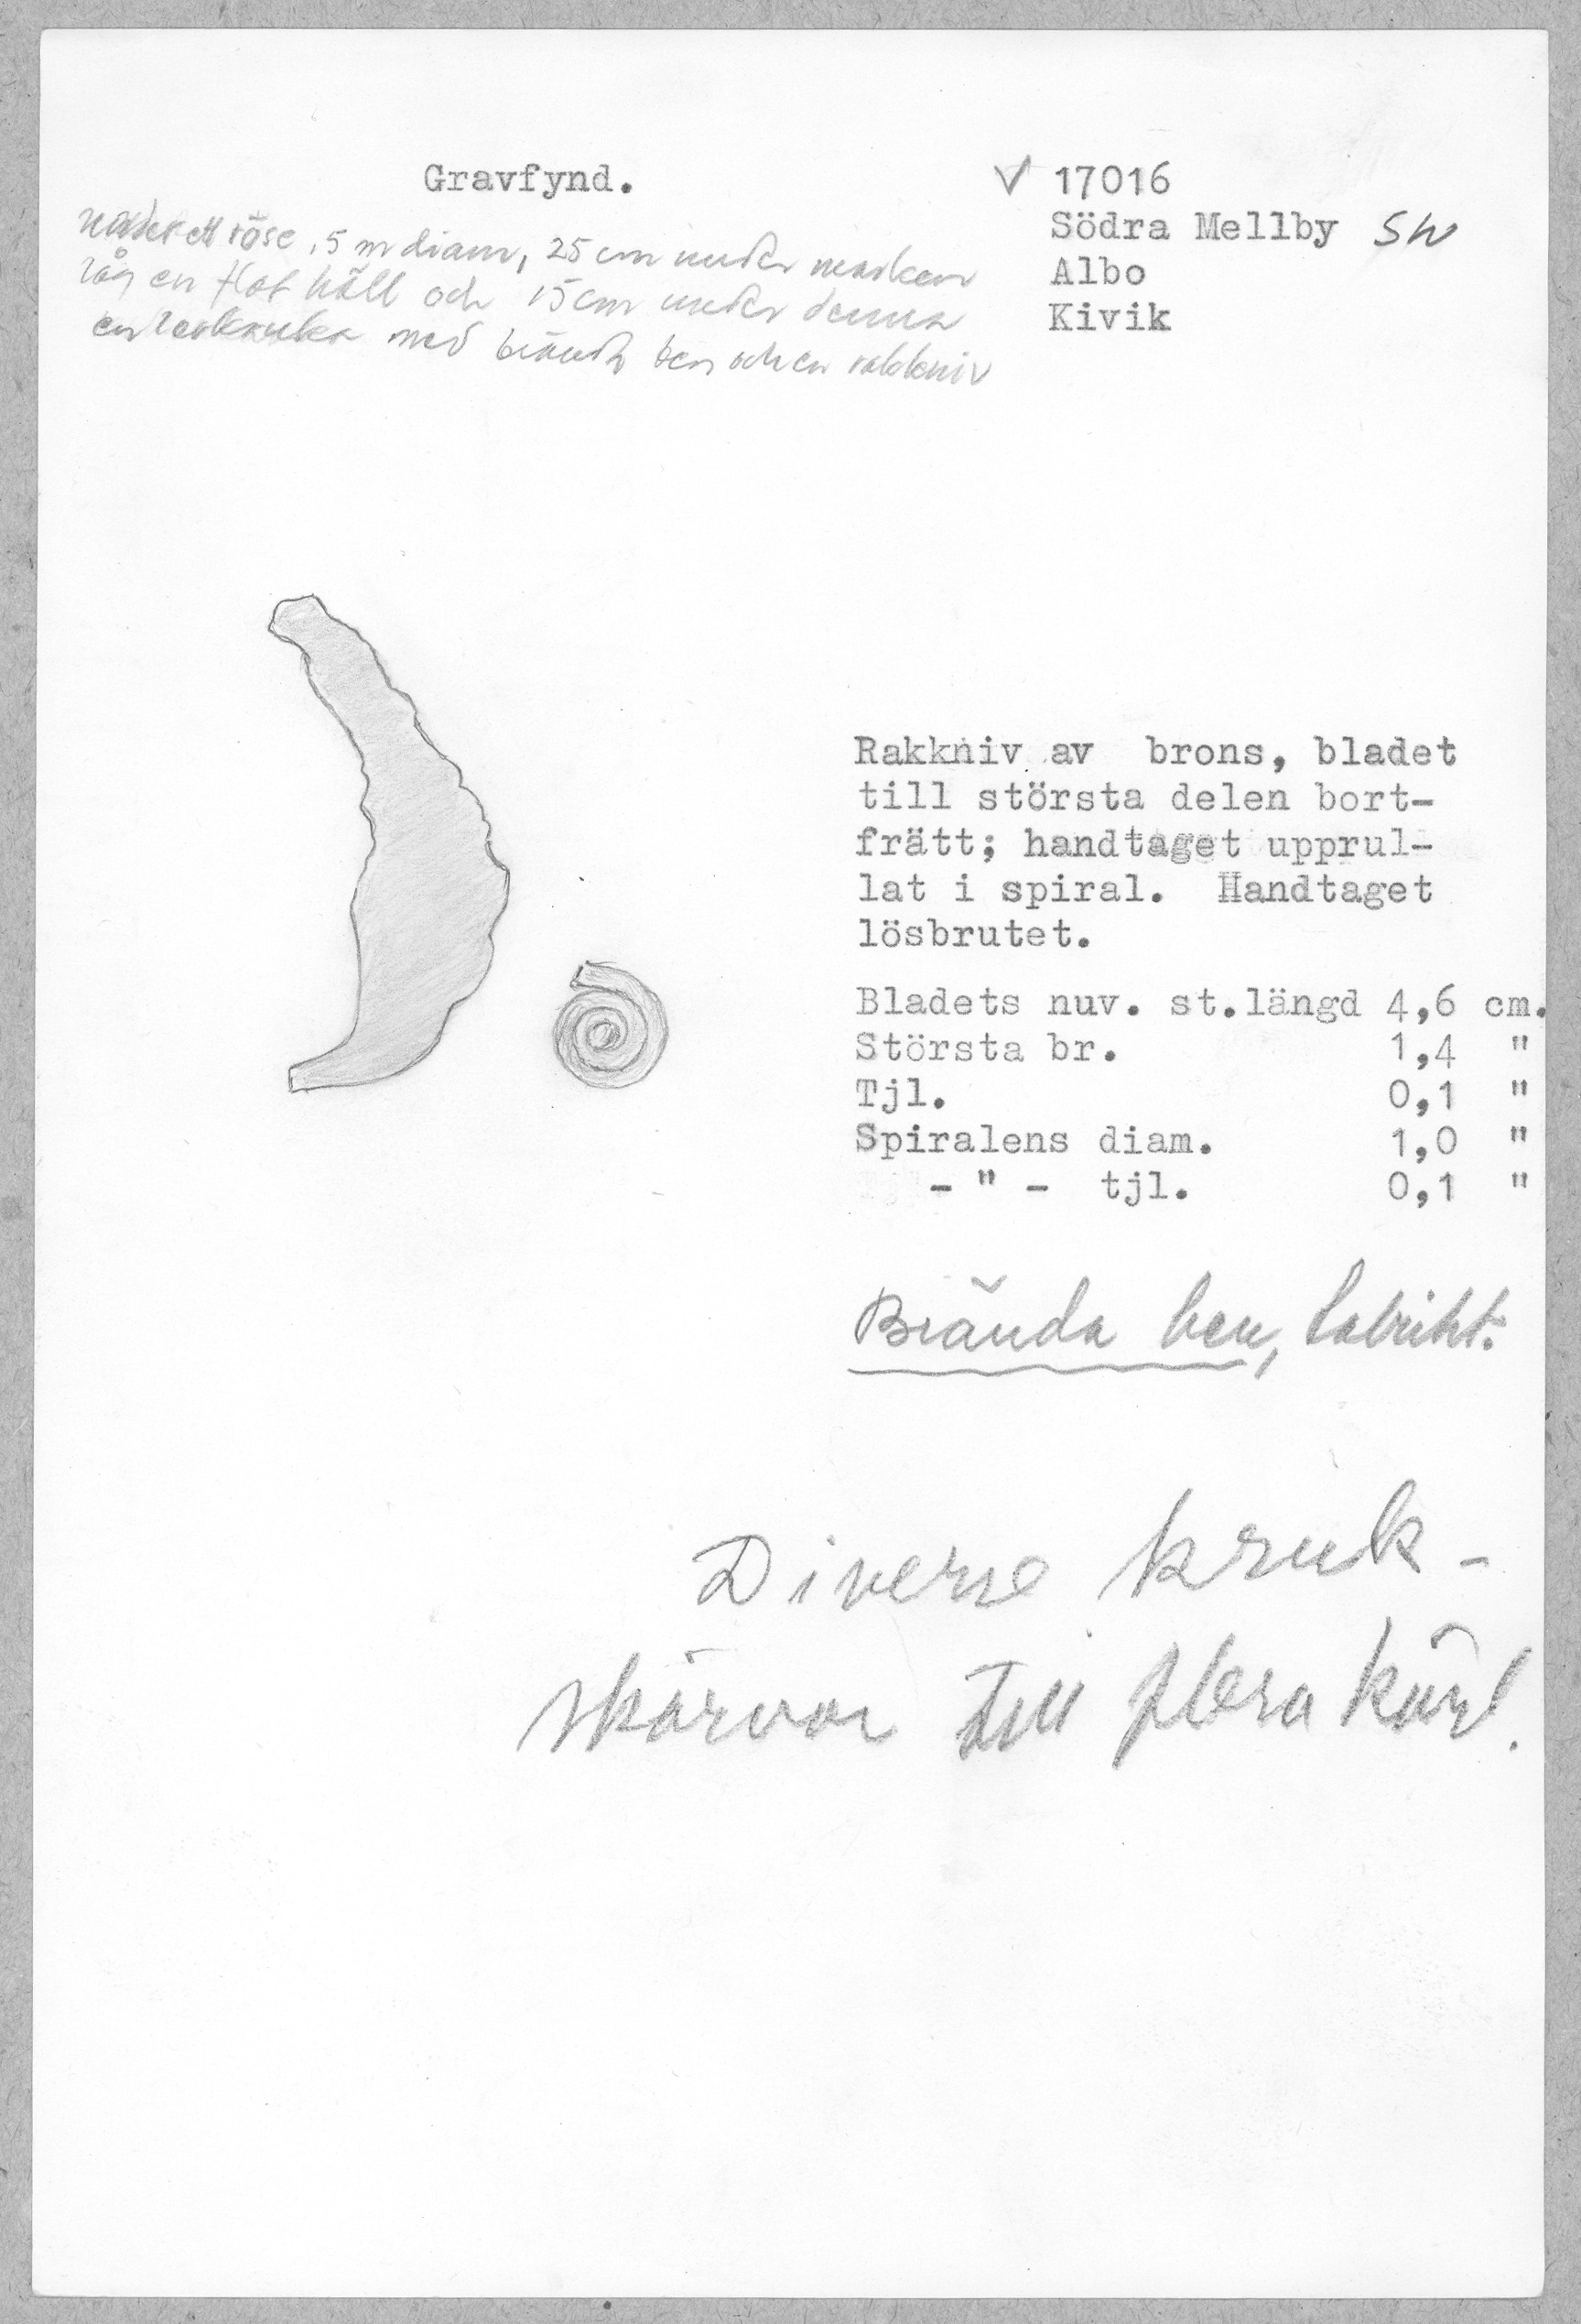 Gravfynd.
√ 17016
Södra Mellby SW
Albo
Kivik
under ett röse, 5 m diam, 25 cm under marken
låg en flat häll och 15 cm under denna
en lerkruka med brända ben och en rakkniv
Rakkniv av brons, bladet
till största delen bort-
frätt; handtaget upprul-
lat i spiral. Handtaget
lösbrutet.
Bladets nuv. st.längd 4,6 cm.
Största br. 1,4 "
Tjl. 0,1 "
Spiralens diam. 1,0 "
- " - tjl. 0,1 "
Brända ben,
Diverse kruk-
skärvor till flera kärl.